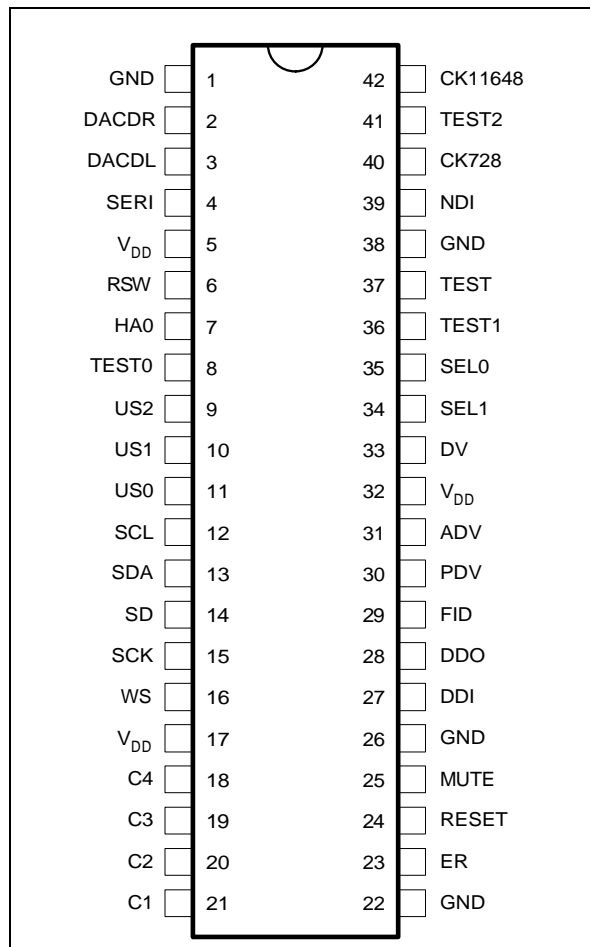 GND 1 42 CK11648
DACDR 2 41 TEST2
DACDL 3 40 CK728
SERI 4 39 NDI
VDD 5 38 GND
RSW 6 37 TEST
HA0 7 36 TEST1
TEST0 8 35 SEL0
US2 9 34 SEL1
US1 10 33 DV
US0 11 32 VDD
SCL 12 31 ADV
SDA 13 30 PDV
SD 14 29 FID
SCK 15 28 DDO
WS 16 27 DDI
VDD 17 26 GND
C4 18 25 MUTE
C3 19 24 RESET
C2 20 23 ER
C1 21 22 GND